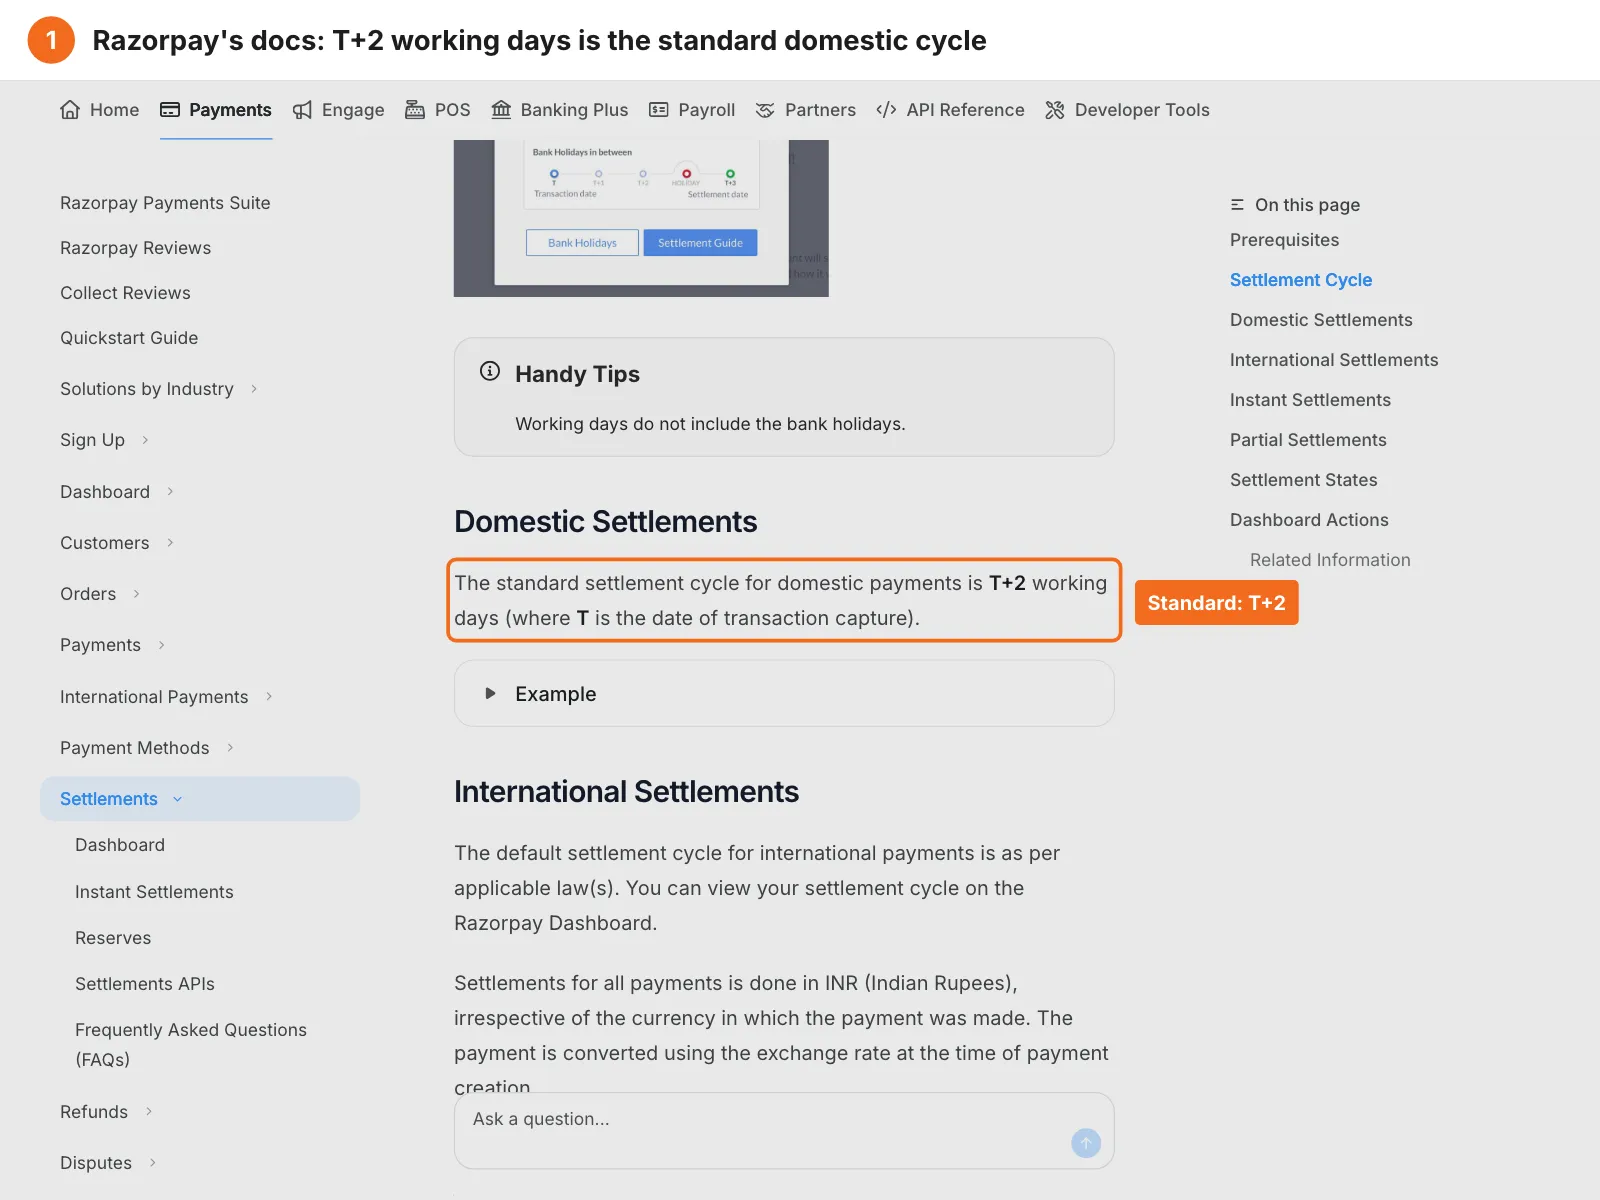 1
Razorpay's docs: T+2 working days is the standard domestic cycle
Home
Payments
Engage
POS
Banking Plus
Payroll
Partners
API Reference
Developer Tools
Razorpay Payments Suite
Razorpay Reviews
Collect Reviews
Quickstart Guide
Solutions by Industry
Sign Up
Dashboard
Customers
Orders
Payments
International Payments
Payment Methods
Settlements
Dashboard
Instant Settlements
Reserves
Settlements APIs
Frequently Asked Questions
(FAQs)
Refunds
Disputes
Bank Holidays in between
T T+1 T+2 HOLIDAY T+3
Transaction date Settlement date
Bank Holidays
Settlement Guide
Handy Tips
Working days do not include the bank holidays.
Domestic Settlements
The standard settlement cycle for domestic payments is T+2 working
days (where T is the date of transaction capture).
Standard: T+2
Example
International Settlements
The default settlement cycle for international payments is as per
applicable law(s). You can view your settlement cycle on the
Razorpay Dashboard.
Settlements for all payments is done in INR (Indian Rupees),
irrespective of the currency in which the payment was made. The
payment is converted using the exchange rate at the time of payment
creation
Ask a question...
On this page
Prerequisites
Settlement Cycle
Domestic Settlements
International Settlements
Instant Settlements
Partial Settlements
Settlement States
Dashboard Actions
Related Information